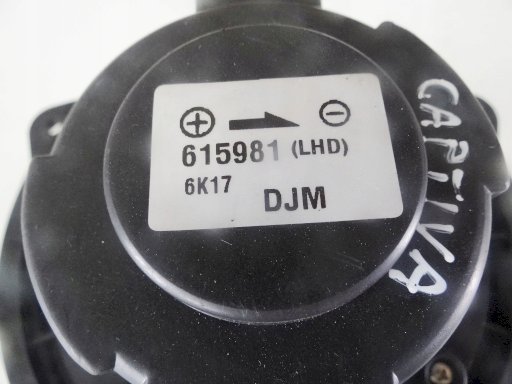 ⊕ ⊖
615981 (LHD)
6K17
DJM
CAPTIVA